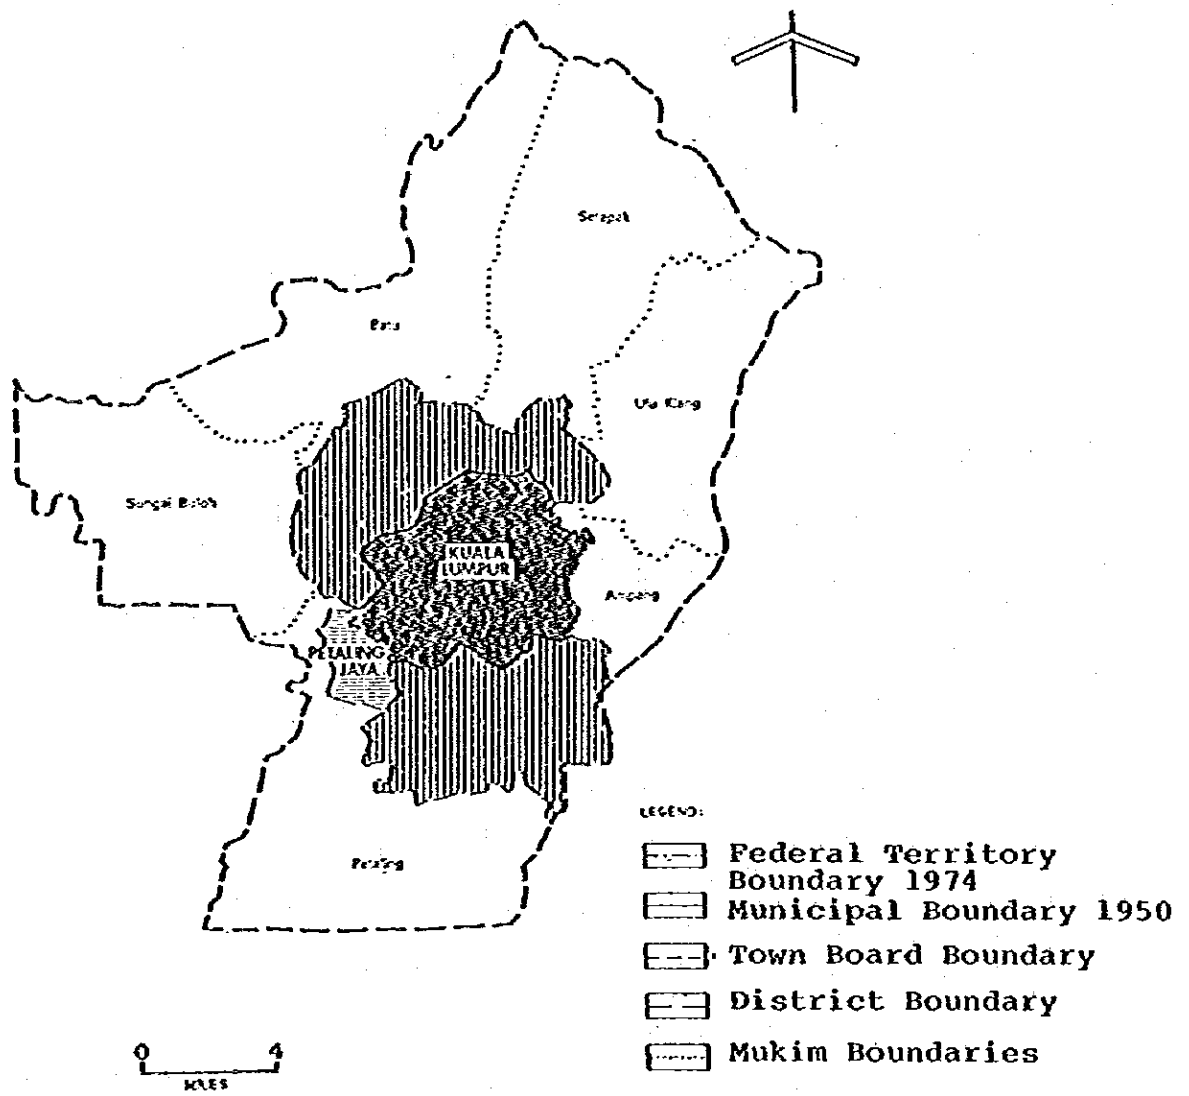 Setapak
Batu
Ulu Klang
Sungai Buloh
KUALA
LUMPUR
Ampang
PETALING
JAYA
Petaling
LEGEND:
Federal Territory
Boundary 1974
Municipal Boundary 1950
Town Board Boundary
District Boundary
Mukim Boundaries
0 4
MILES